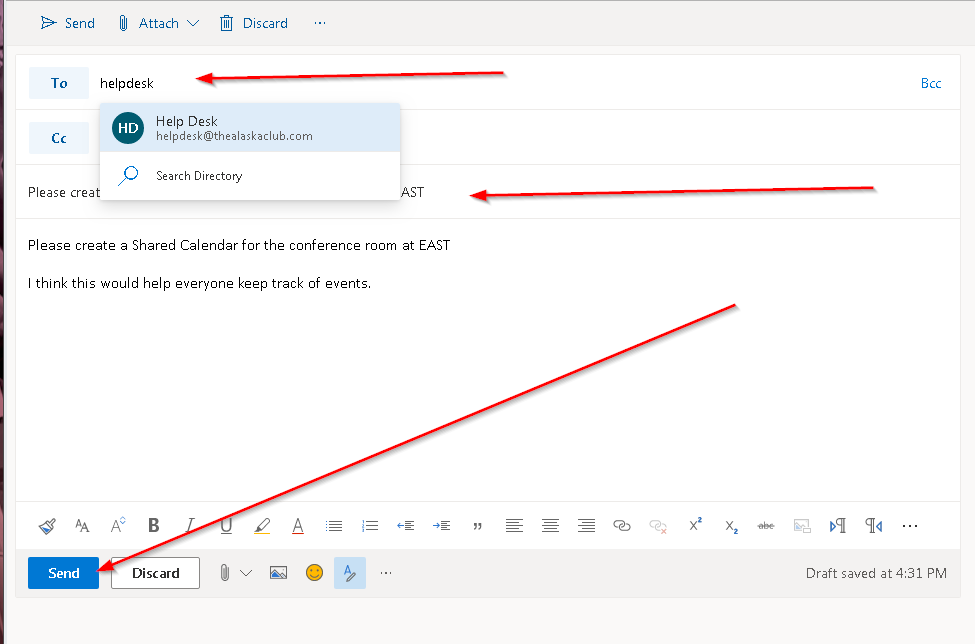 Send Attach Discard ...
To helpdesk Bcc
HD Help Desk
helpdesk@thealaskaclub.com
Cc
Search Directory
Please creat AST
Please create a Shared Calendar for the conference room at EAST
I think this would help everyone keep track of events.
AA A B I U A " x² x₂ abc ...
Send Discard ... Draft saved at 4:31 PM